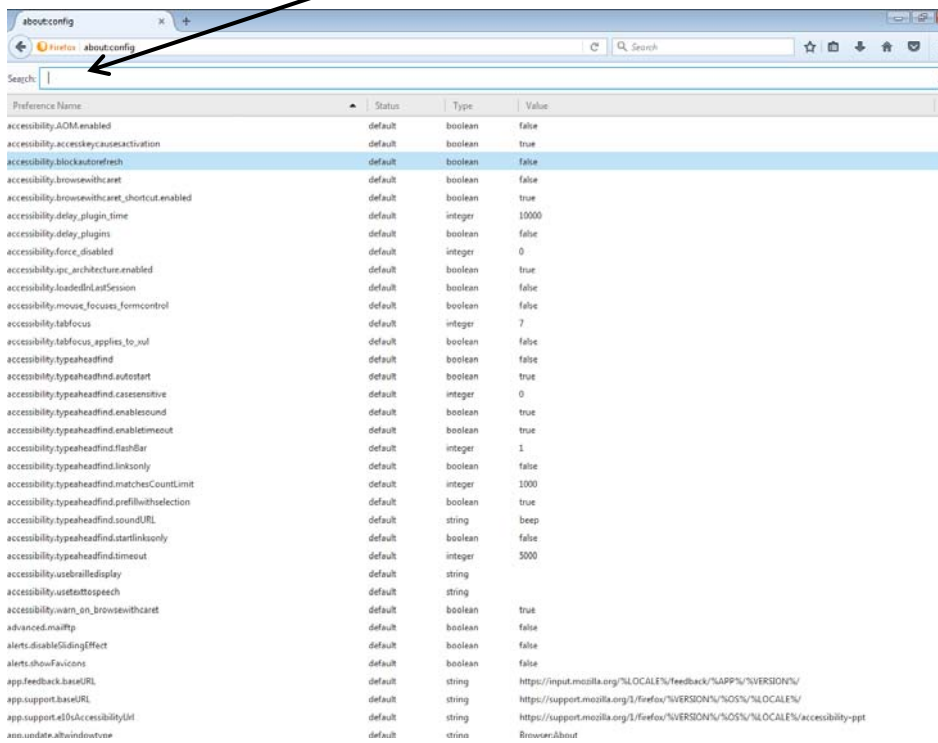 about:config × +
Firefox about:config Search
Search:
Preference Name Status Type Value
accessibility.AOM.enabled default boolean false
accessibility.accesskeycausesactivation default boolean true
accessibility.blockautorefresh default boolean false
accessibility.browsewithcaret default boolean false
accessibility.browsewithcaret_shortcut.enabled default boolean true
accessibility.delay_plugin_time default integer 10000
accessibility.delay_plugins default boolean false
accessibility.force_disabled default integer 0
accessibility.ipc_architecture.enabled default boolean true
accessibility.loadedInLastSession default boolean false
accessibility.mouse_focuses_formcontrol default boolean false
accessibility.tabfocus default integer 7
accessibility.tabfocus_applies_to_xul default boolean false
accessibility.typeaheadfind default boolean false
accessibility.typeaheadfind.autostart default boolean true
accessibility.typeaheadfind.casesensitive default integer 0
accessibility.typeaheadfind.enablesound default boolean true
accessibility.typeaheadfind.enabletimeout default boolean true
accessibility.typeaheadfind.flashBar default integer 1
accessibility.typeaheadfind.linksonly default boolean false
accessibility.typeaheadfind.matchesCountLimit default integer 1000
accessibility.typeaheadfind.prefillwithselection default boolean true
accessibility.typeaheadfind.soundURL default string beep
accessibility.typeaheadfind.startlinksonly default boolean false
accessibility.typeaheadfind.timeout default integer 5000
accessibility.usebrailledisplay default string
accessibility.usetexttospeech default string
accessibility.warn_on_browsewithcaret default boolean true
advanced.mailftp default boolean false
alerts.disableSlidingEffect default boolean false
alerts.showFavicons default boolean false
app.feedback.baseURL default string https://input.mozilla.org/%LOCALE%/feedback/%APP%/%VERSION%/
app.support.baseURL default string https://support.mozilla.org/1/firefox/%VERSION%/%OS%/%LOCALE%/
app.support.e10sAccessibilityUrl default string https://support.mozilla.org/1/firefox/%VERSION%/%OS%/%LOCALE%/accessibility-ppt
app.update.altwindowtype default string Browser:About